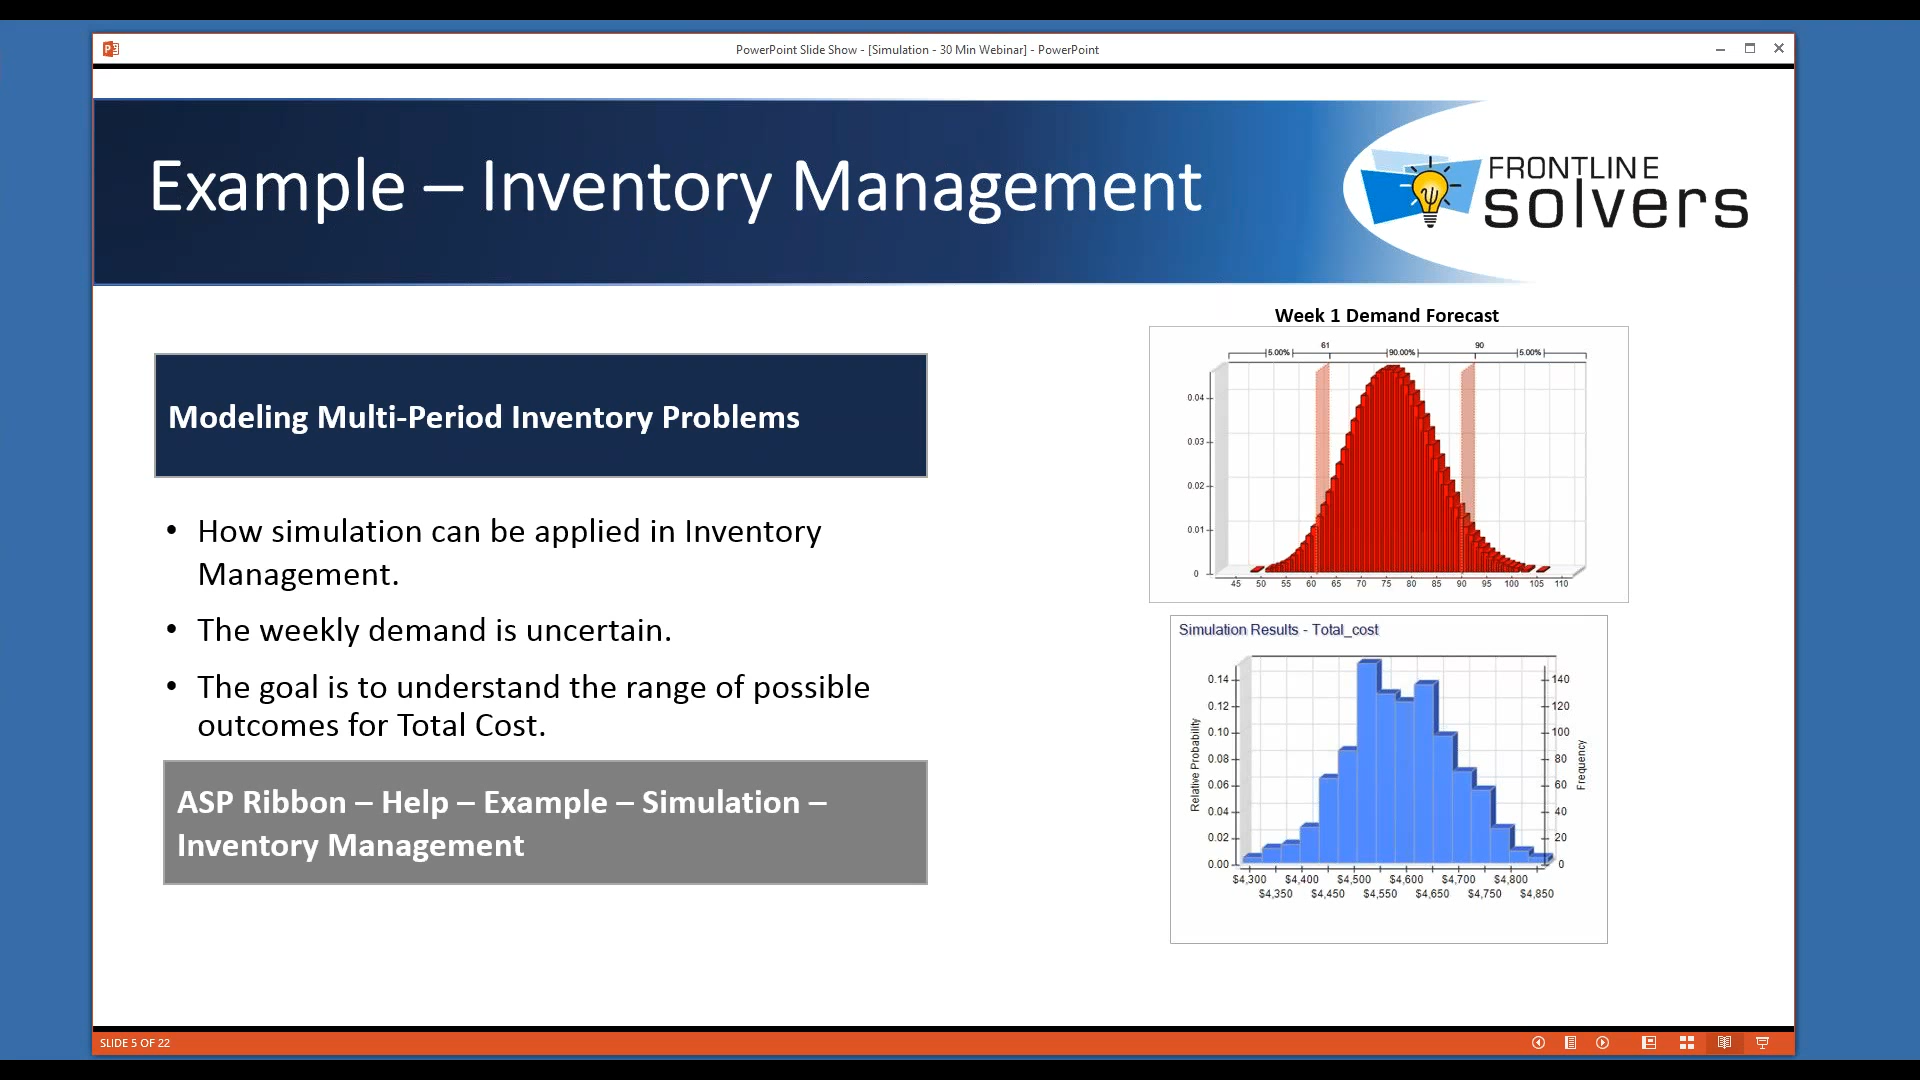 PowerPoint Slide Show - [Simulation - 30 Min Webinar] - PowerPoint
Example – Inventory Management
FRONTLINE
solvers
Modeling Multi-Period Inventory Problems
• How simulation can be applied in Inventory
Management.
• The weekly demand is uncertain.
• The goal is to understand the range of possible
outcomes for Total Cost.
ASP Ribbon – Help – Example – Simulation –
Inventory Management
Week 1 Demand Forecast
61 90
5.00% 90.00% 5.00%
0.04
0.03
0.02
0.01
0
45 50 55 60 65 70 75 80 85 90 95 100 105 110
Simulation Results - Total_cost
Relative Probability
0.14
0.12
0.10
0.08
0.06
0.04
0.02
0.00
140
120
100
80
60
40
20
0
Frequency
$4,300 $4,400 $4,500 $4,600 $4,700 $4,800
$4,350 $4,450 $4,550 $4,650 $4,750 $4,850
SLIDE 5 OF 22